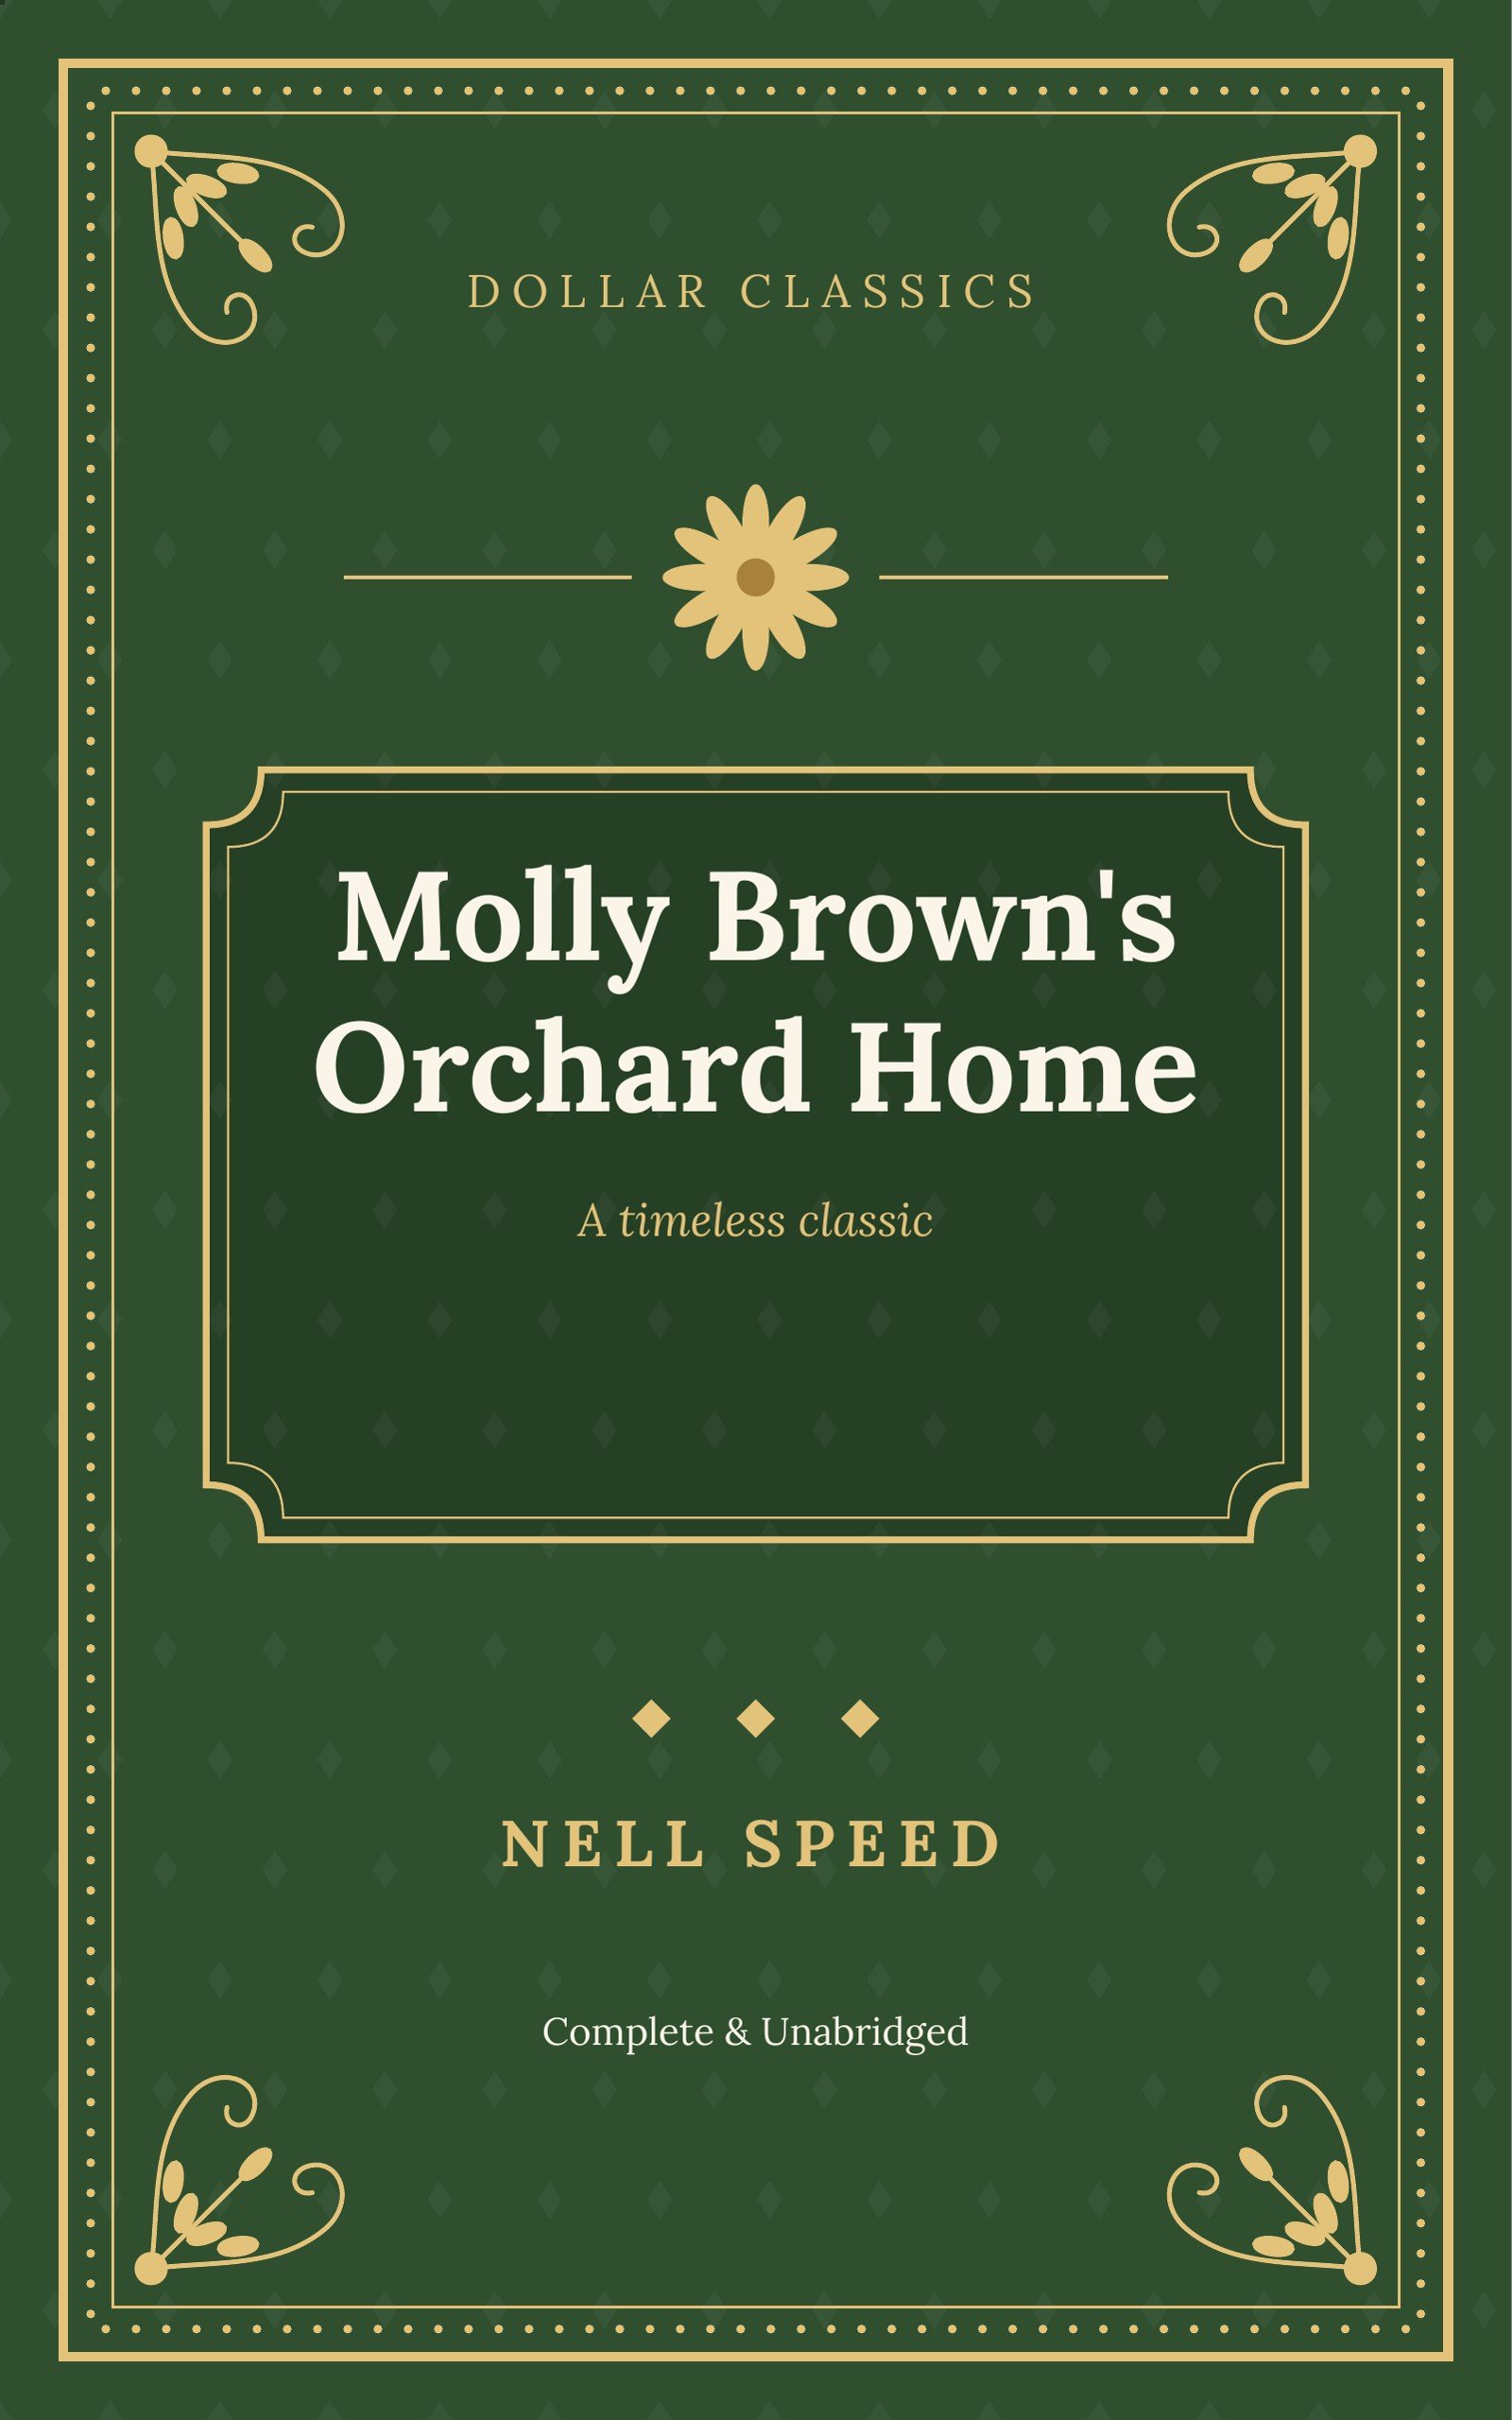 DOLLAR CLASSICS
Molly Brown's
Orchard Home
A timeless classic
NELL SPEED
Complete & Unabridged